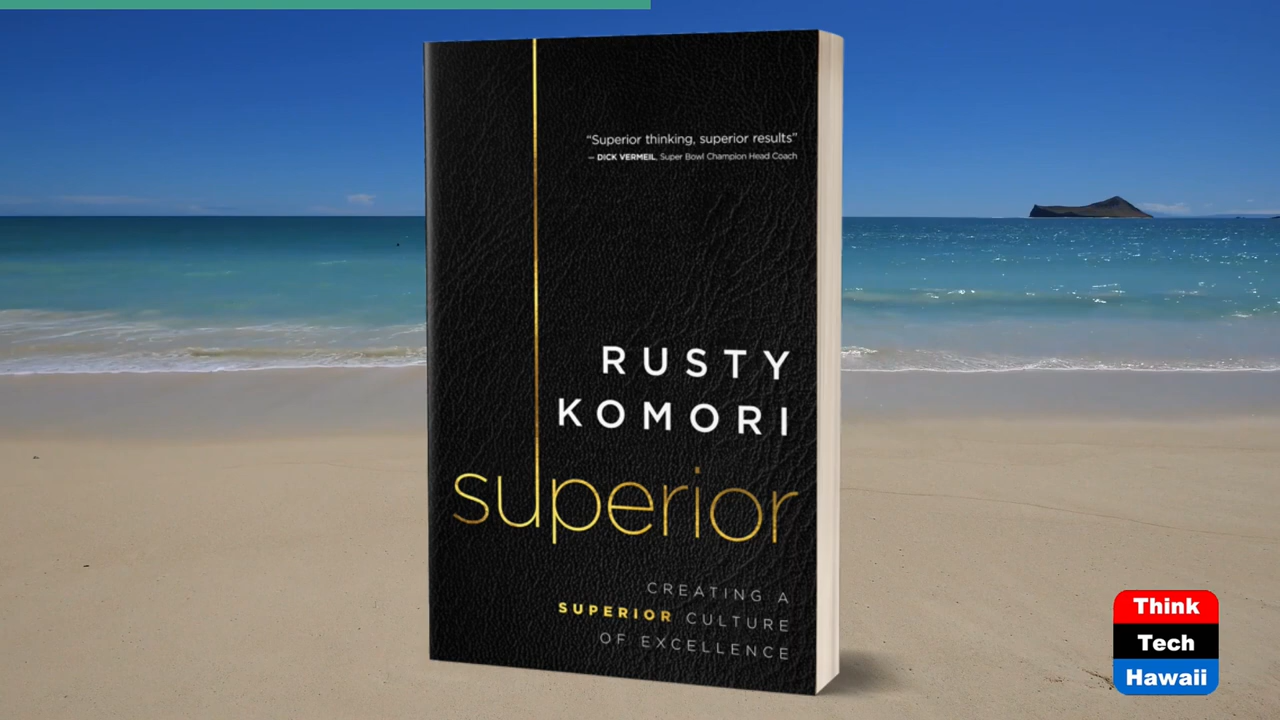 “Superior thinking, superior results”
— DICK VERMEIL, Super Bowl Champion Head Coach
RUSTY
KOMORI
superior
CREATING A
SUPERIOR CULTURE
OF EXCELLENCE
Think
Tech
Hawaii